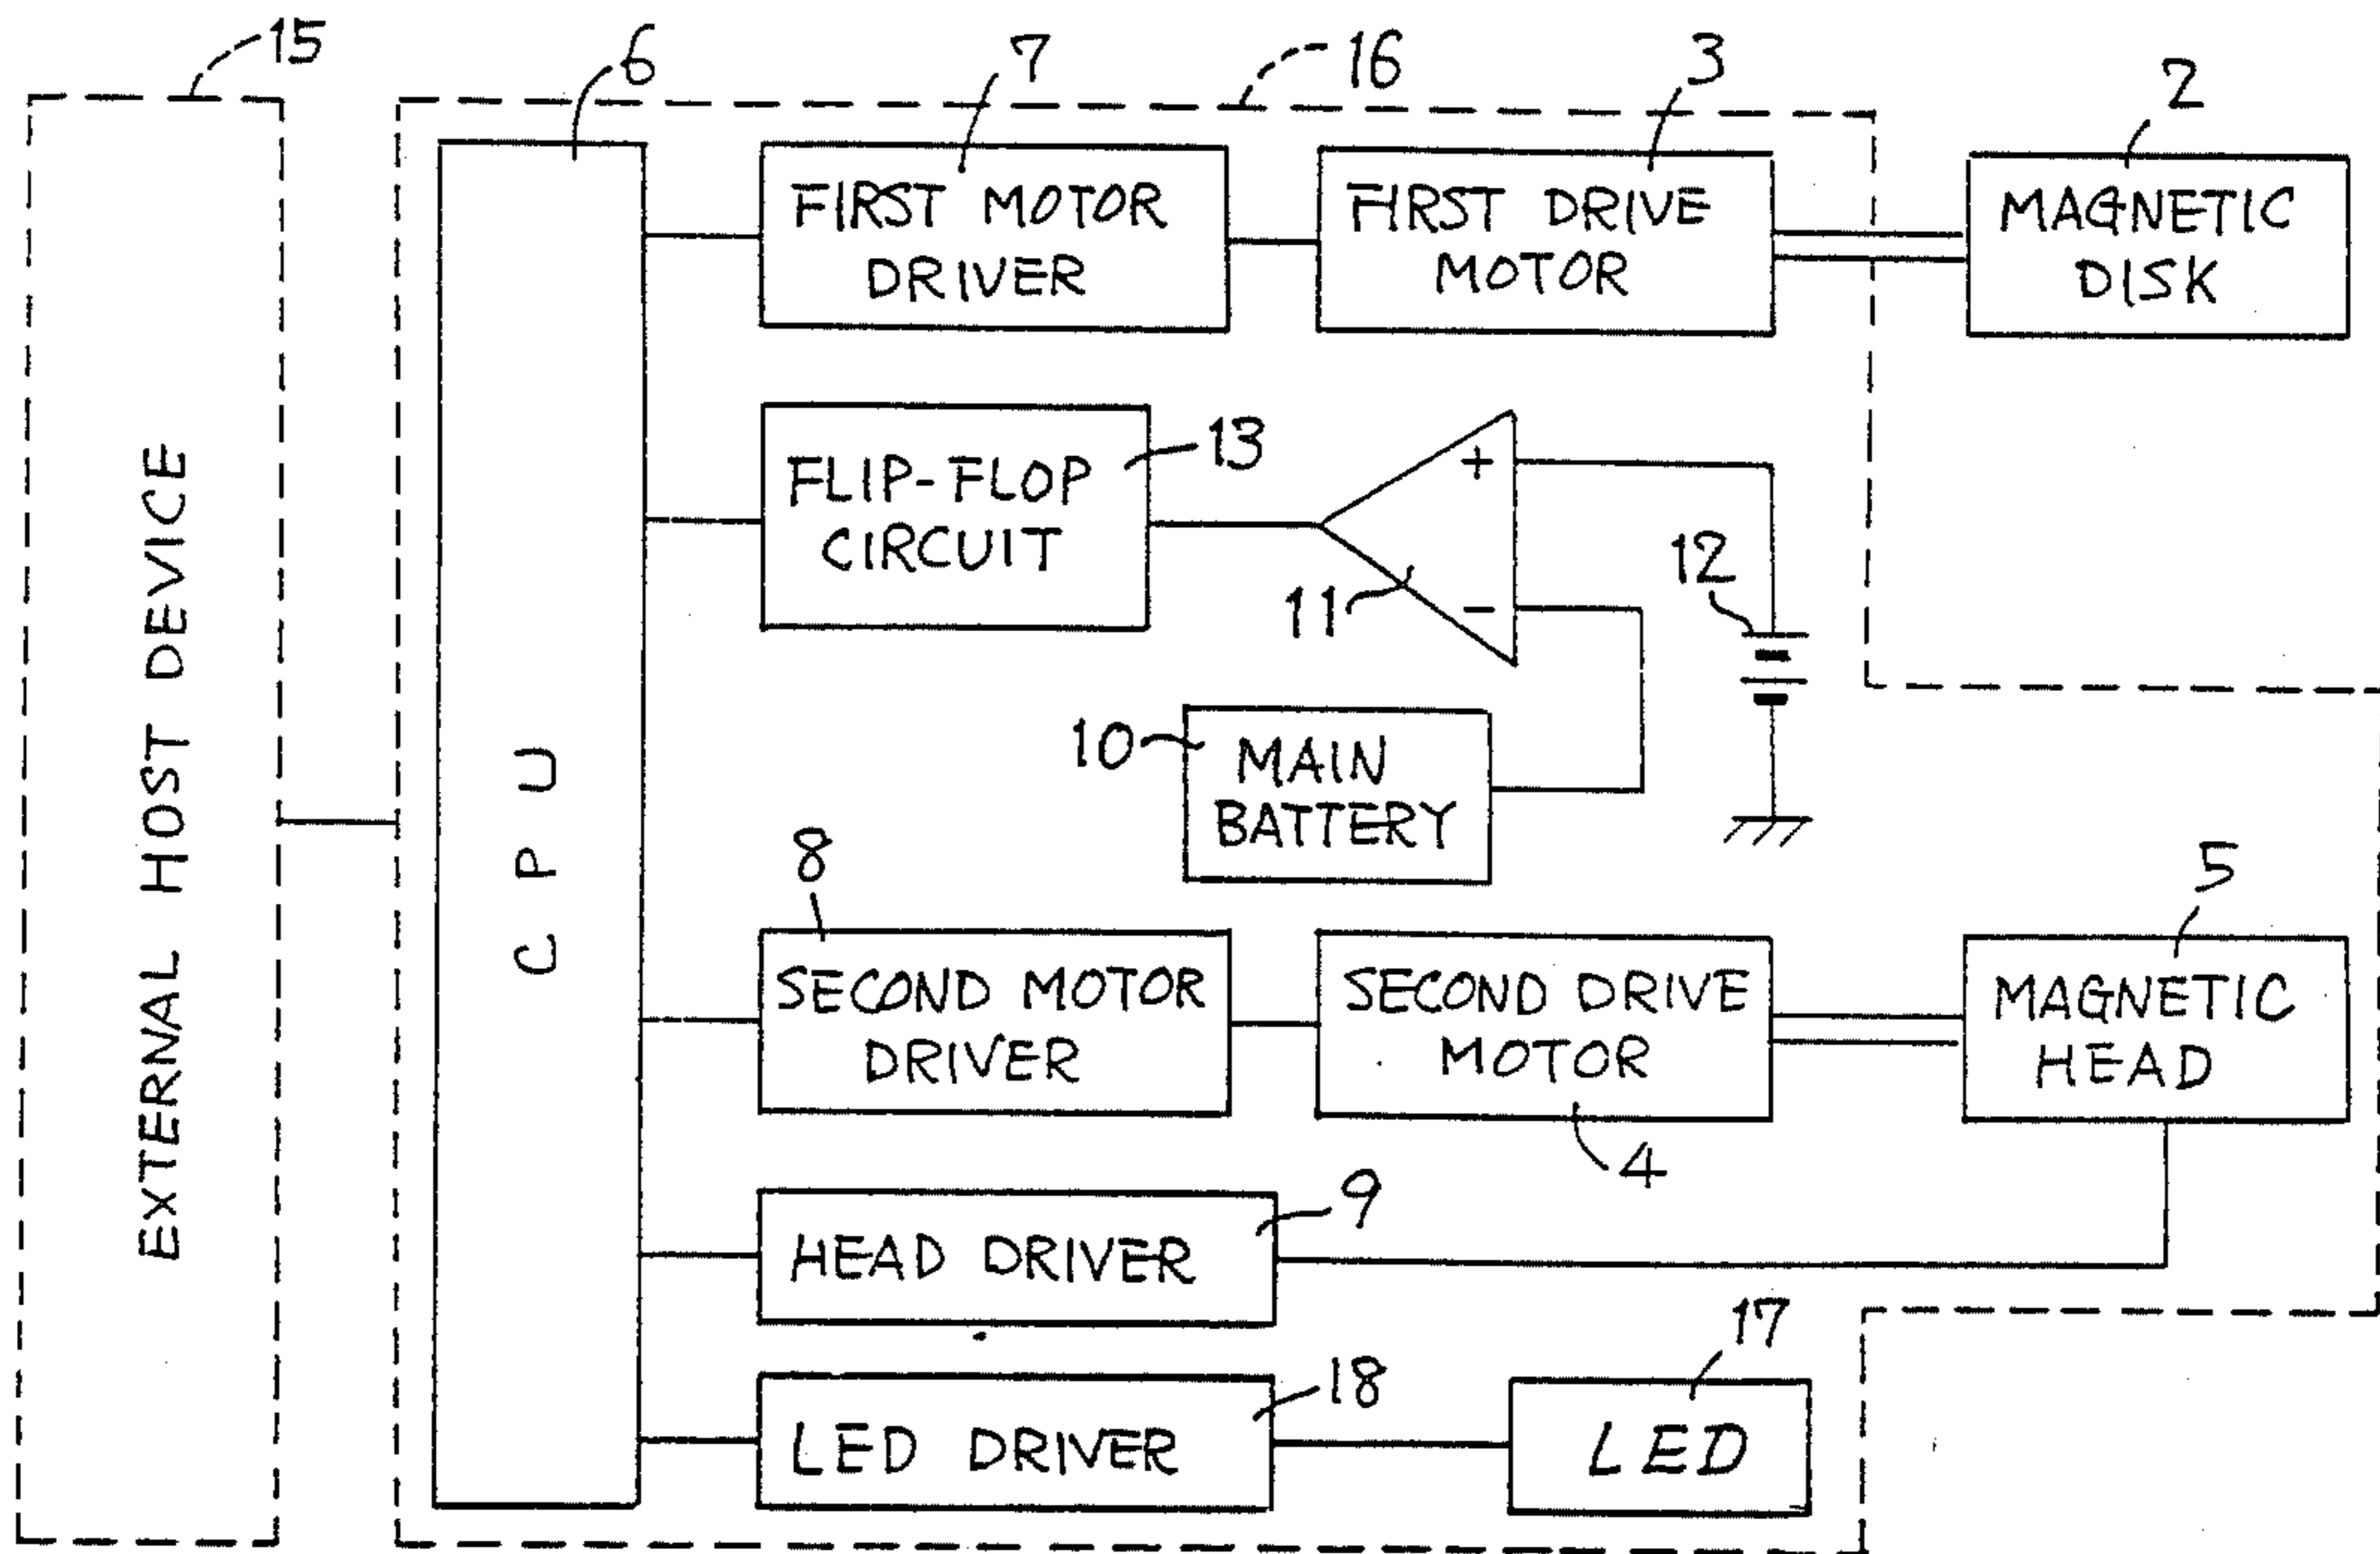 15
6
7
16
3
2
FIRST MOTOR
DRIVER
FIRST DRIVE
MOTOR
MAGNETIC
DISK
EXTERNAL HOST DEVICE
CPU
FLIP-FLOP
CIRCUIT
13
+
-
11
12
10
MAIN
BATTERY
8
5
SECOND MOTOR
DRIVER
SECOND DRIVE
MOTOR
4
MAGNETIC
HEAD
HEAD DRIVER
9
LED DRIVER
18
17
LED